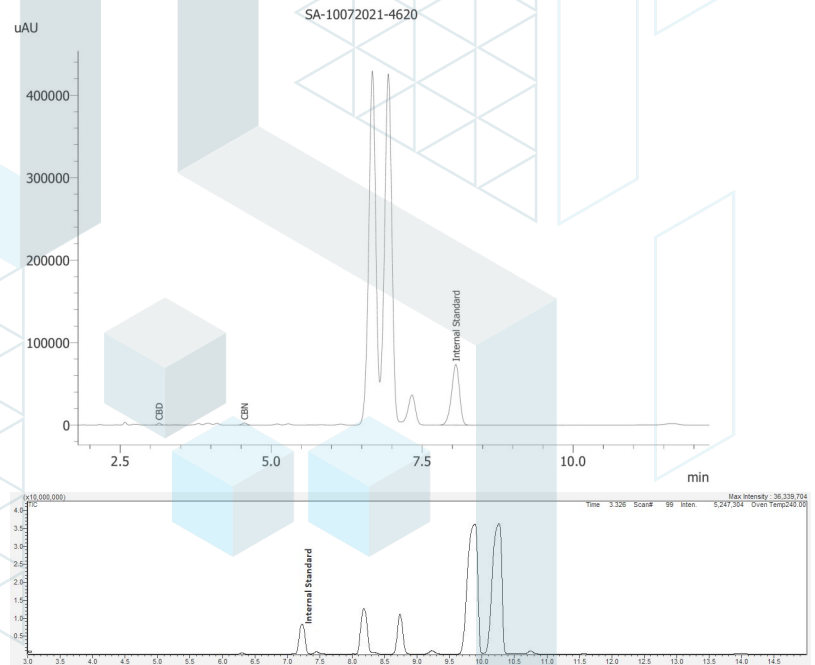 SA-10072021-4620
uAU
400000
300000
200000
100000
0
CBD
CBN
Internal Standard
2.5 5.0 7.5 10.0
min
(x10,000,000)
Max Intensity : 36,339,704
TIC
Time 3.326 Scan# 99 Inten. 5,247,304 Oven Temp240.00
4.0
3.5
3.0
2.5
2.0
1.5
1.0
0.5
Internal Standard
3.0 3.5 4.0 4.5 5.0 5.5 6.0 6.5 7.0 7.5 8.0 8.5 9.0 9.5 10.0 10.5 11.0 11.5 12.0 12.5 13.0 13.5 14.0 14.5